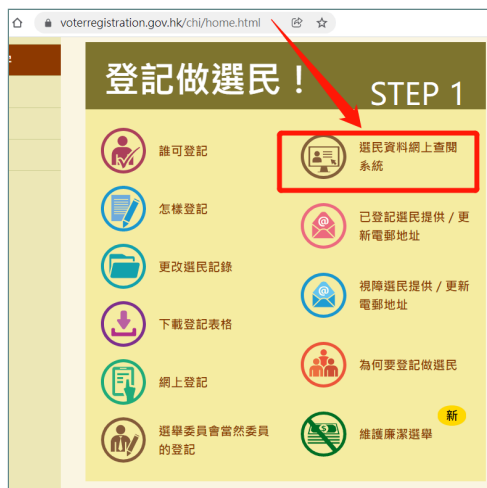 voterregistration.gov.hk/chi/home.html
登記做選民！
STEP 1
誰可登記
選民資料網上查閱
系統
怎樣登記
已登記選民提供 / 更
新電郵地址
更改選民記錄
視障選民提供 / 更新
電郵地址
下載登記表格
為何要登記做選民
網上登記
新
選舉委員會當然委員
的登記
維護廉潔選舉